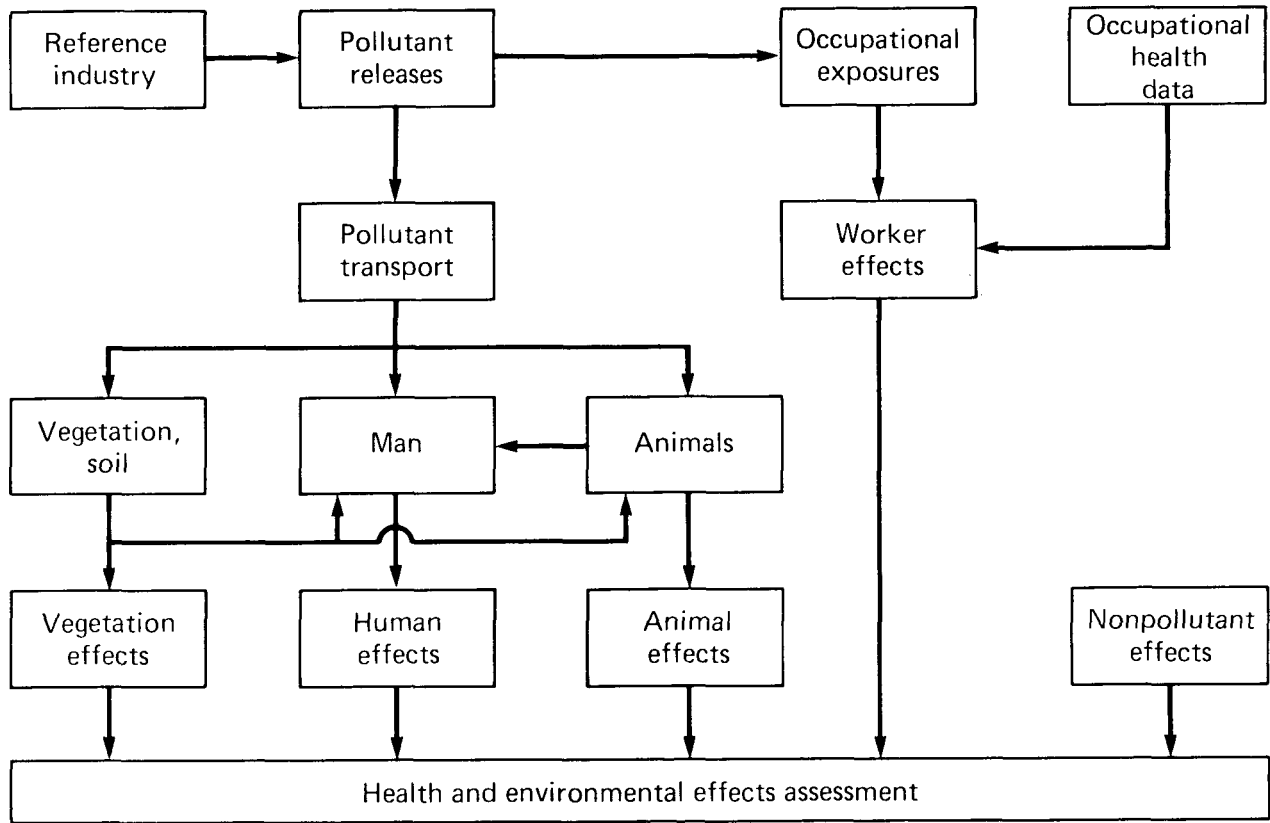 Reference
industry
Pollutant
releases
Occupational
exposures
Occupational
health
data
Pollutant
transport
Worker
effects
Vegetation,
soil
Man
Animals
Vegetation
effects
Human
effects
Animal
effects
Nonpollutant
effects
Health and environmental effects assessment